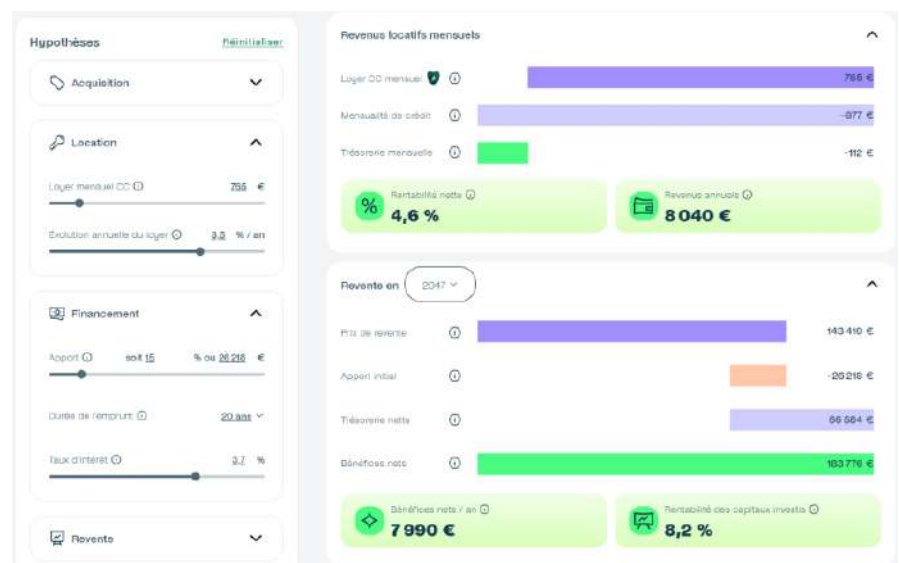 Hypothèses
Réinitialiser
Acquisition
Location
Loyer mensuel CC
765 €
Évolution annuelle du loyer
3,5 % / an
Financement
Apport
soit 15 % ou 26 218 €
Durée de l'emprunt
20 ans
Taux d'intérêt
3,7 %
Revente
Revenus locatifs mensuels
Loyer CC mensuel
765 €
Mensualité de crédit
-877 €
Trésorerie mensuelle
-112 €
Rentabilité nette
4,6 %
Revenus annuels
8 040 €
Revente en
2047
Prix de revente
143 410 €
Apport initial
-26 218 €
Trésorerie nette
66 584 €
Bénéfices nets
183 776 €
Bénéfices nets / an
7 990 €
Rentabilité des capitaux investis
8,2 %